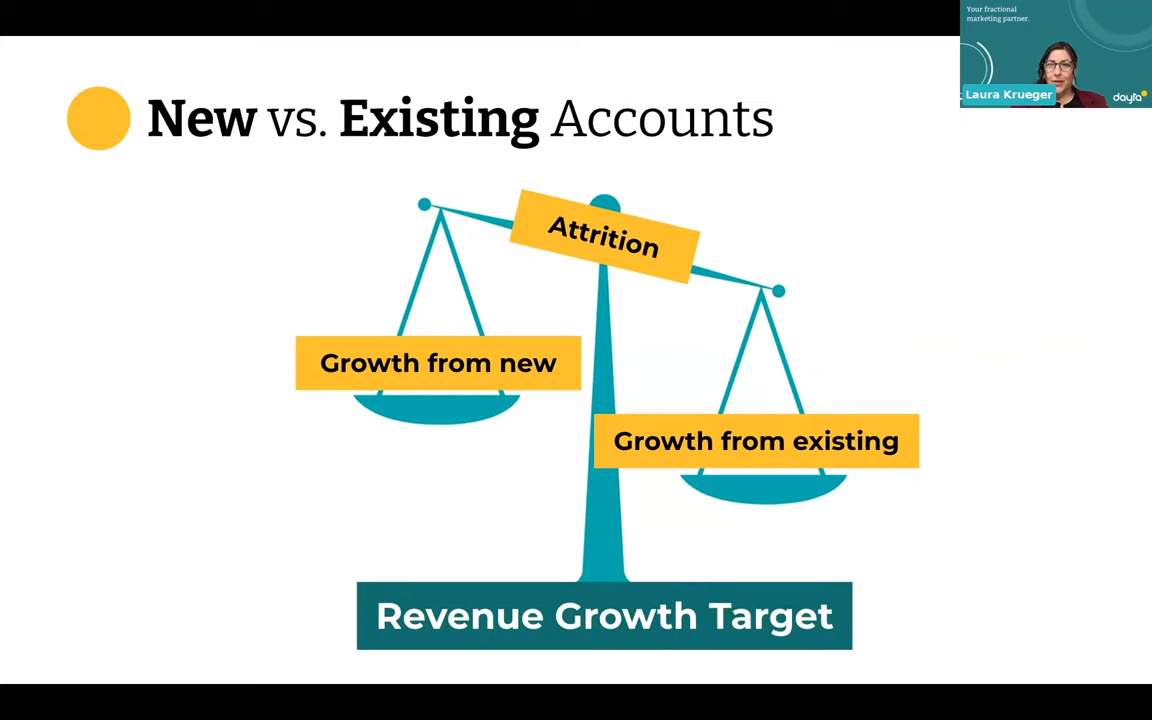 Your fractional
marketing partner.
Laura Krueger
dayta
New vs. Existing Accounts
Attrition
Growth from new
Growth from existing
Revenue Growth Target